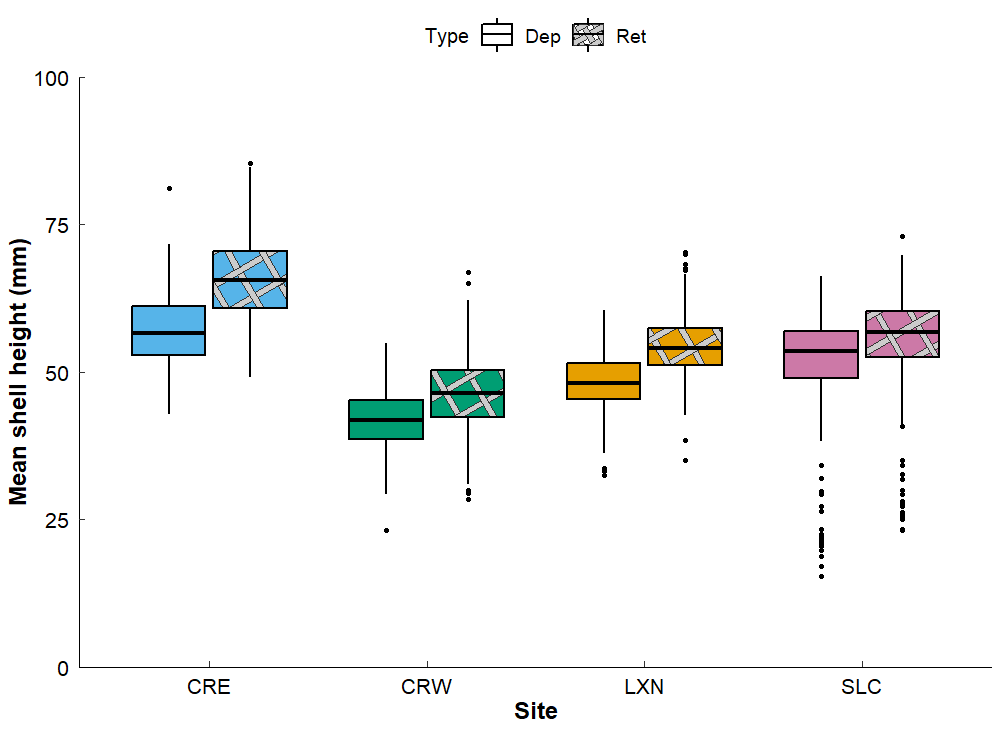 Type Dep Ret
100
75
50
25
0
Mean shell height (mm)
CRE CRW LXN SLC
Site